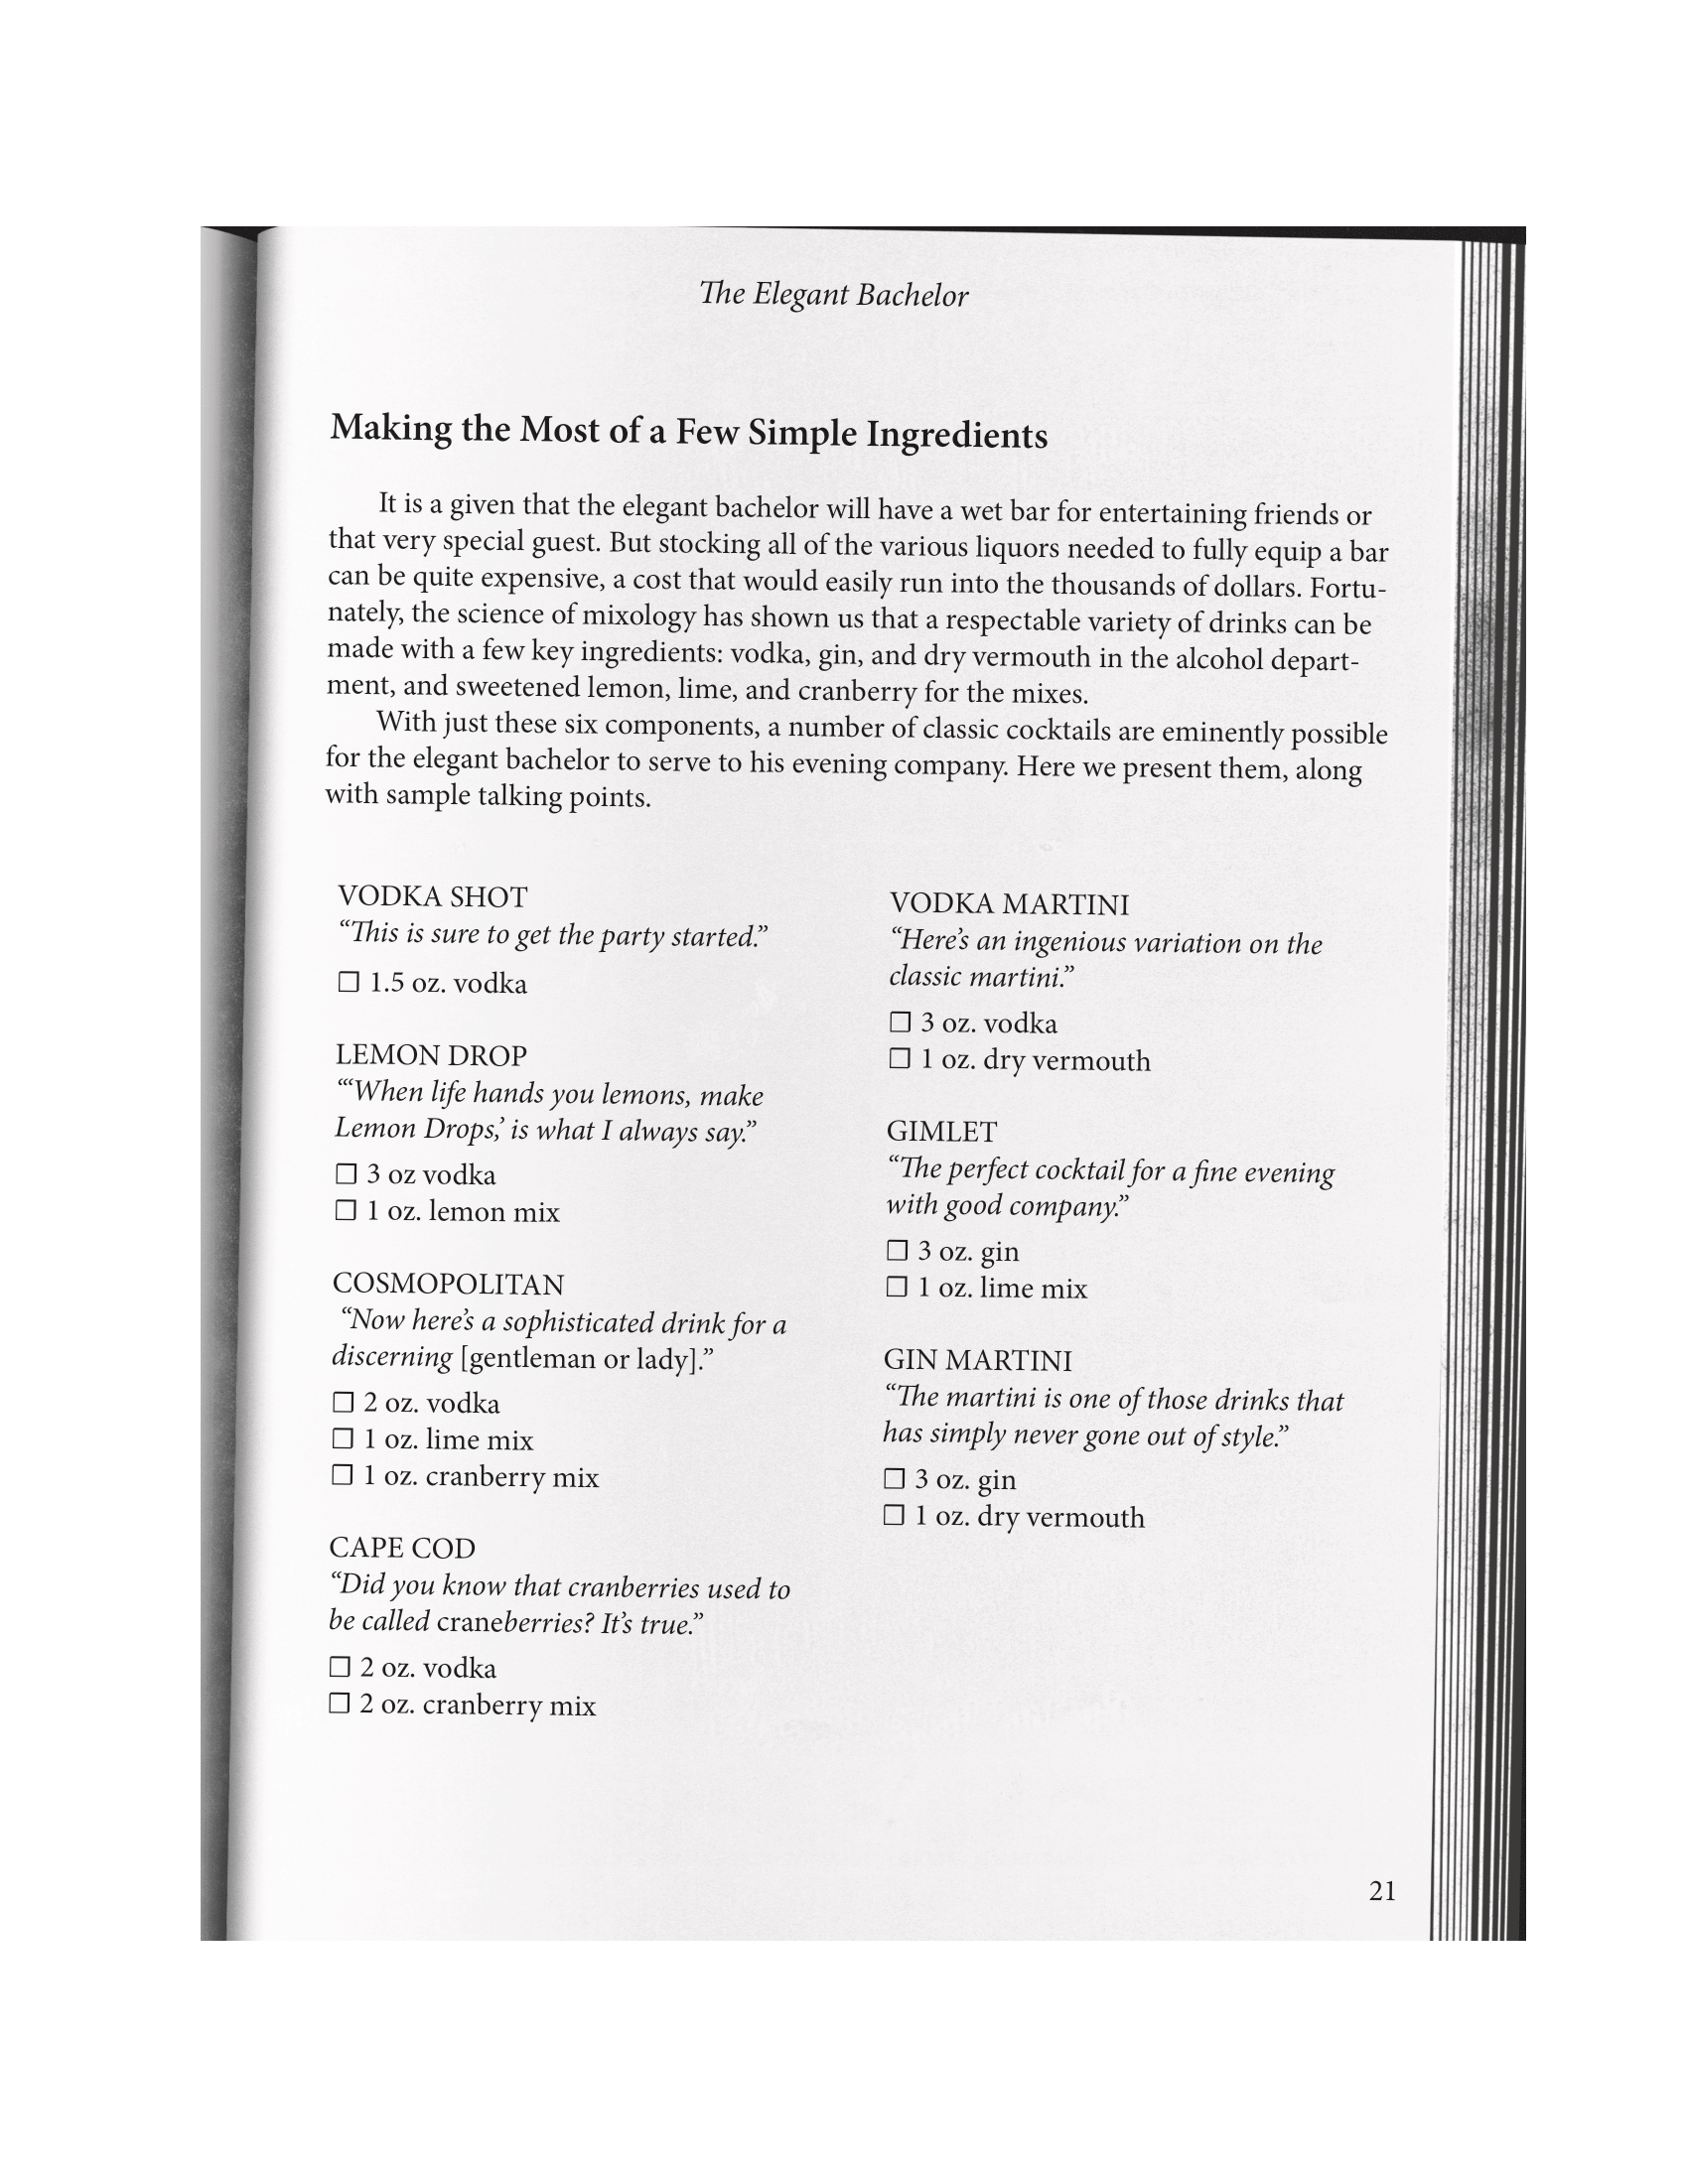 The Elegant Bachelor
Making the Most of a Few Simple Ingredients
It is a given that the elegant bachelor will have a wet bar for entertaining friends or
that very special guest. But stocking all of the various liquors needed to fully equip a bar
can be quite expensive, a cost that would easily run into the thousands of dollars. Fortu-
nately, the science of mixology has shown us that a respectable variety of drinks can be
made with a few key ingredients: vodka, gin, and dry vermouth in the alcohol depart-
ment, and sweetened lemon, lime, and cranberry for the mixes.
With just these six components, a number of classic cocktails are eminently possible
for the elegant bachelor to serve to his evening company. Here we present them, along
with sample talking points.
VODKA SHOT
“This is sure to get the party started.”
❒ 1.5 oz. vodka
LEMON DROP
“‘When life hands you lemons, make
Lemon Drops,’ is what I always say.”
❒ 3 oz vodka
❒ 1 oz. lemon mix
COSMOPOLITAN
“Now here’s a sophisticated drink for a
discerning [gentleman or lady].”
❒ 2 oz. vodka
❒ 1 oz. lime mix
❒ 1 oz. cranberry mix
CAPE COD
“Did you know that cranberries used to
be called craneberries? It’s true.”
❒ 2 oz. vodka
❒ 2 oz. cranberry mix
VODKA MARTINI
“Here’s an ingenious variation on the
classic martini.”
❒ 3 oz. vodka
❒ 1 oz. dry vermouth
GIMLET
“The perfect cocktail for a fine evening
with good company.”
❒ 3 oz. gin
❒ 1 oz. lime mix
GIN MARTINI
“The martini is one of those drinks that
has simply never gone out of style.”
❒ 3 oz. gin
❒ 1 oz. dry vermouth
21